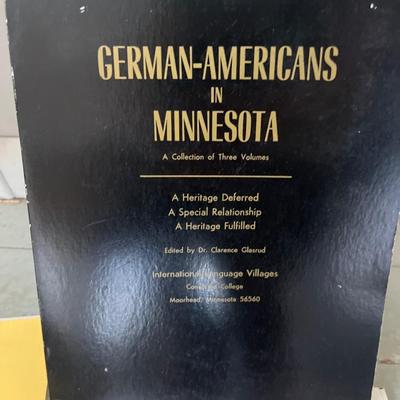 GERMAN-AMERICANS
IN
MINNESOTA
A Collection of Three Volumes
A Heritage Deferred
A Special Relationship
A Heritage Fulfilled
Edited by Dr. Clarence Glasrud
International Language Villages
Concordia College
Moorhead, Minnesota 56560